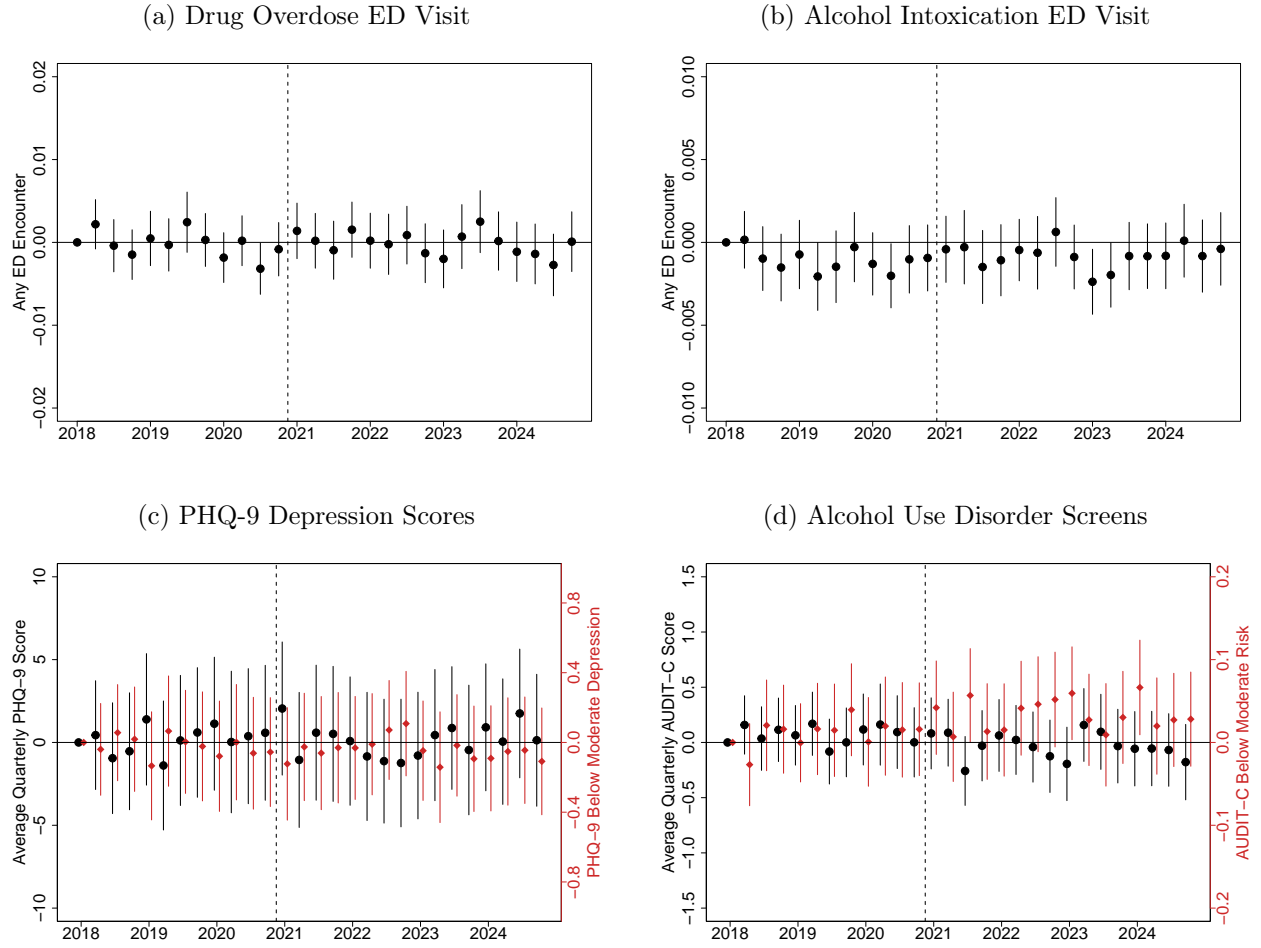 (a) Drug Overdose ED Visit
Any ED Encounter
0.02
0.01
0.00
−0.01
−0.02
2018 2019 2020 2021 2022 2023 2024
(b) Alcohol Intoxication ED Visit
Any ED Encounter
0.010
0.005
0.000
−0.005
−0.010
2018 2019 2020 2021 2022 2023 2024
(c) PHQ-9 Depression Scores
Average Quarterly PHQ−9 Score
10
5
0
−5
−10
0.8
0.4
0.0
−0.4
−0.8
PHQ−9 Below Moderate Depression
2018 2019 2020 2021 2022 2023 2024
(d) Alcohol Use Disorder Screens
Average Quarterly AUDIT−C Score
1.5
1.0
0.5
0.0
−0.5
−1.0
−1.5
0.2
0.1
0.0
−0.1
−0.2
AUDIT−C Below Moderate Risk
2018 2019 2020 2021 2022 2023 2024